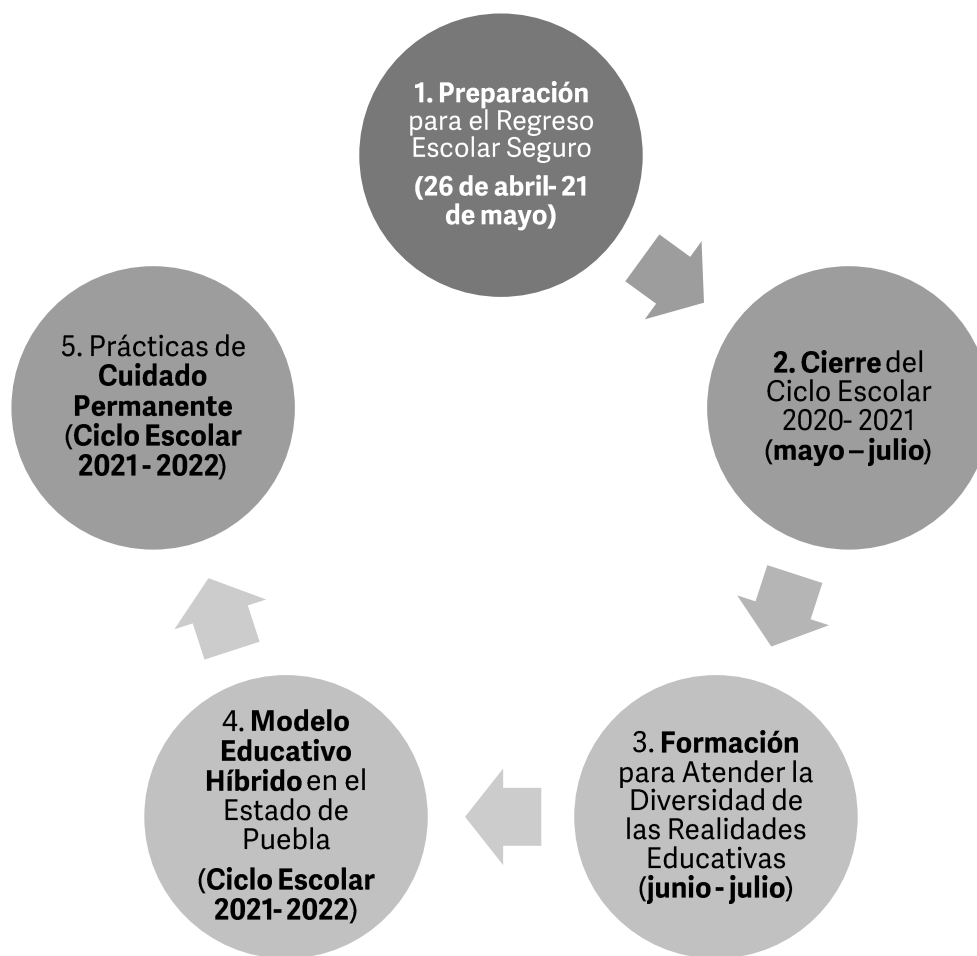 1. Preparación
para el Regreso
Escolar Seguro
(26 de abril- 21
de mayo)
2. Cierre del
Ciclo Escolar
2020- 2021
(mayo – julio)
3. Formación
para Atender la
Diversidad de
las Realidades
Educativas
(junio - julio)
4. Modelo
Educativo
Híbrido en el
Estado de
Puebla
(Ciclo Escolar
2021- 2022)
5. Prácticas de
Cuidado
Permanente
(Ciclo Escolar
2021 - 2022)